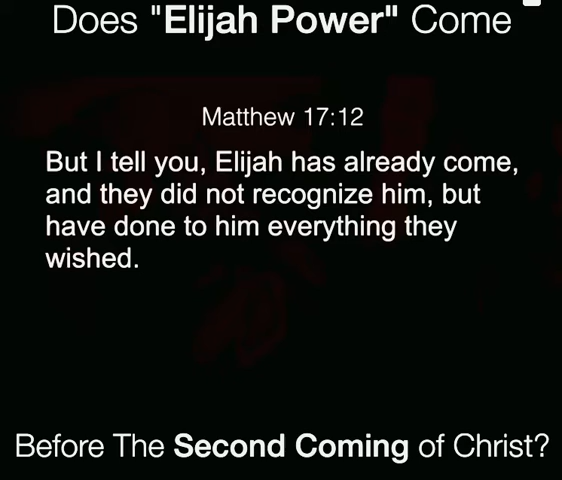 Does "Elijah Power" Come
Matthew 17:12
But I tell you, Elijah has already come,
and they did not recognize him, but
have done to him everything they
wished.
Before The Second Coming of Christ?